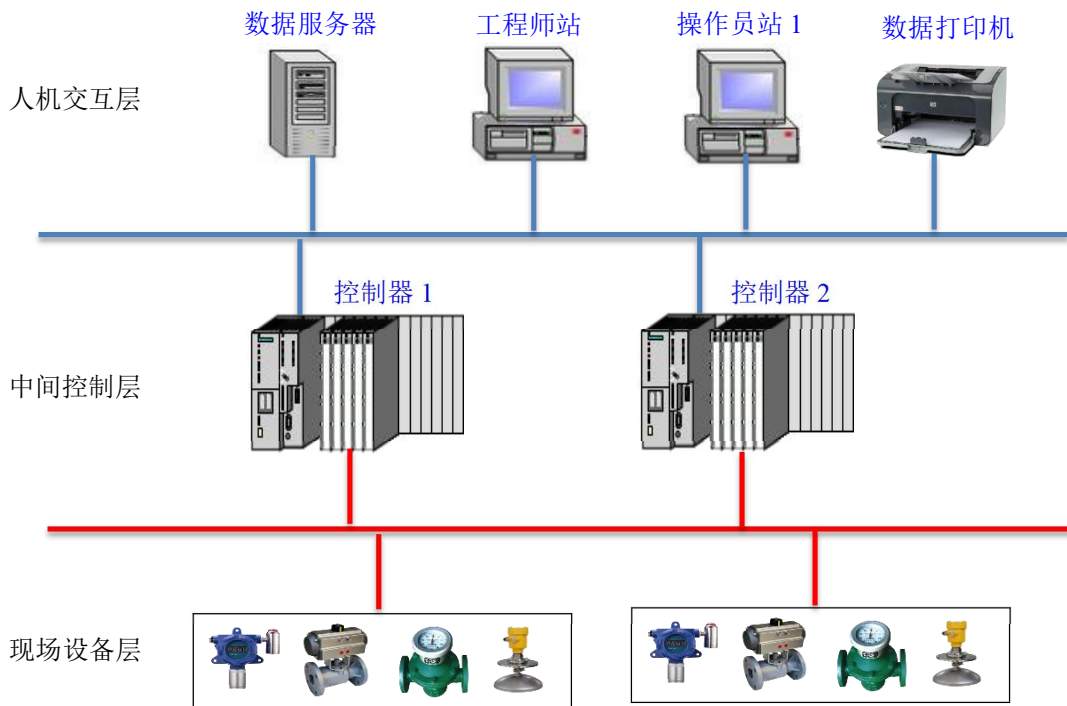 数据服务器
工程师站
操作员站 1
数据打印机
人机交互层
控制器 1
控制器 2
中间控制层
现场设备层